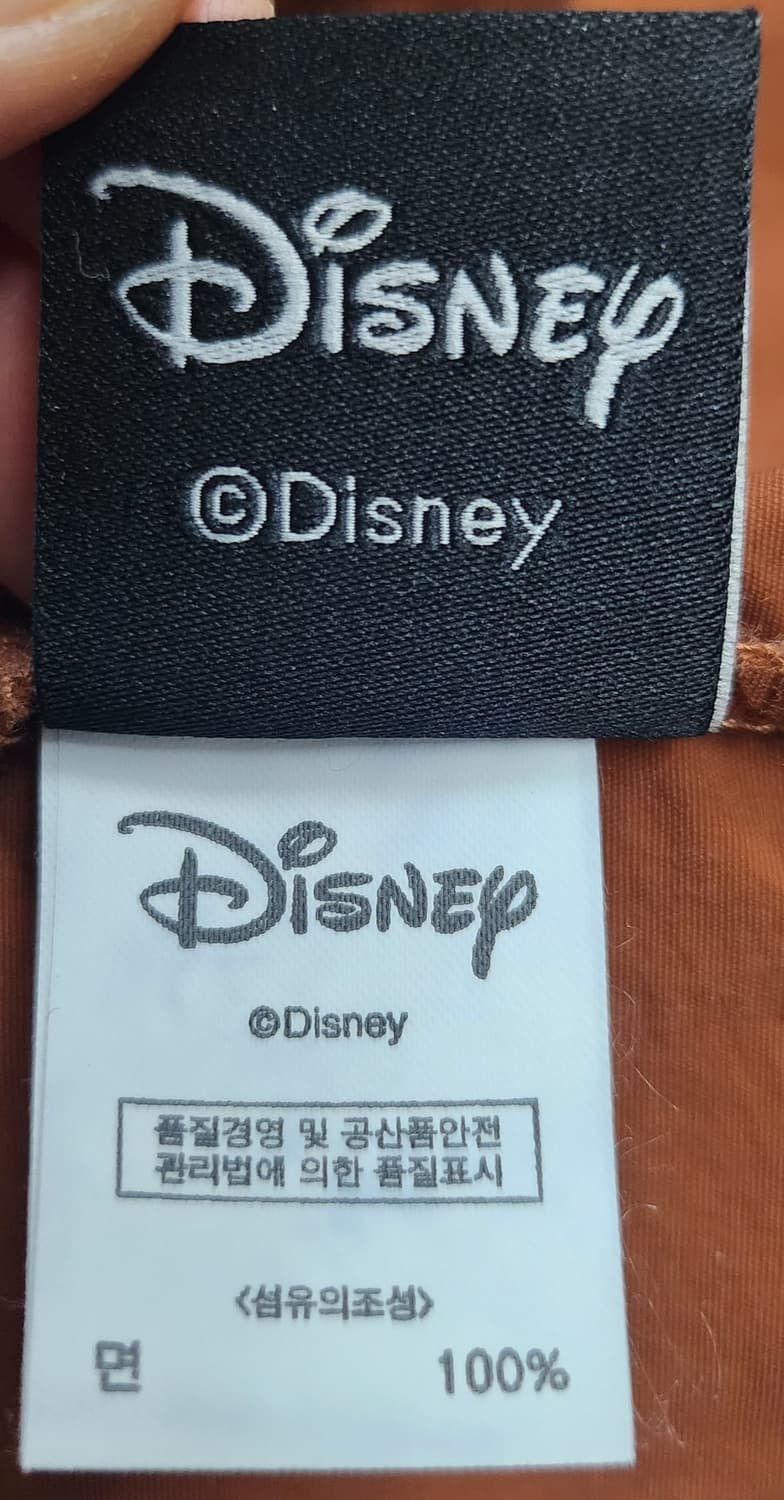 Disney
©Disney
Disney
©Disney
품질경영 및 공산품안전
관리법에 의한 품질표시
<섬유의조성>
면 100%